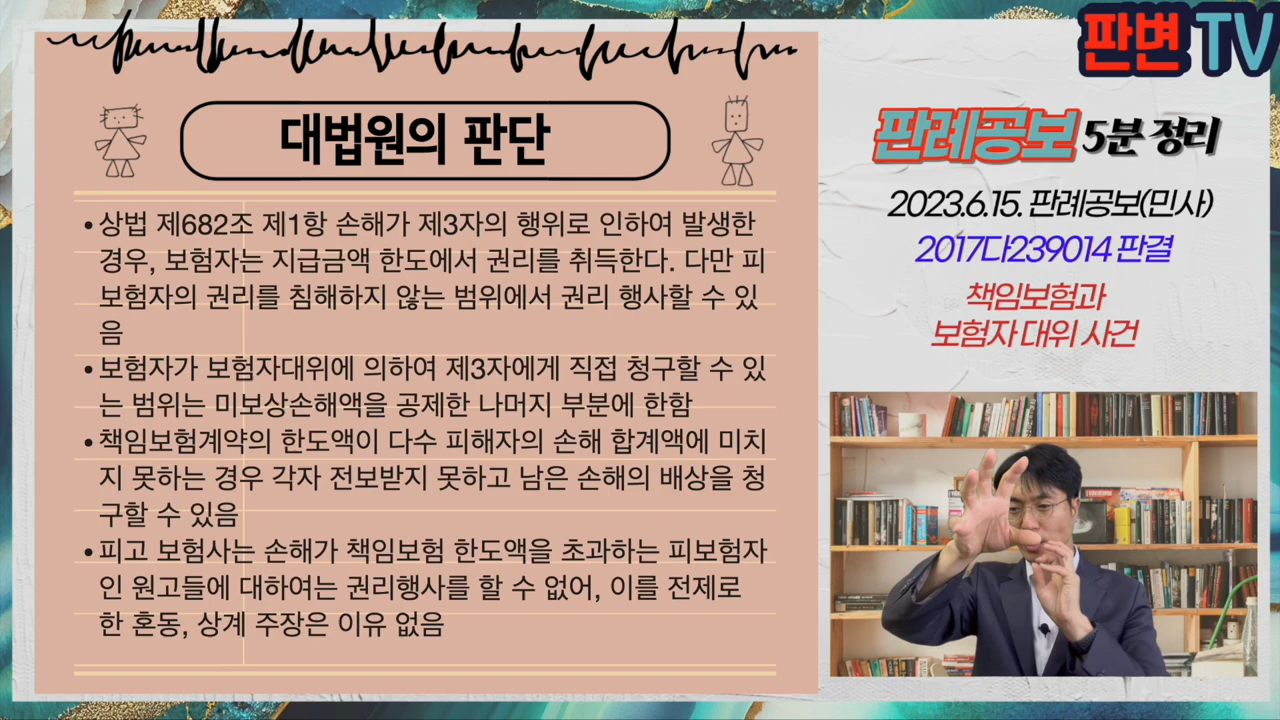 판변 TV
대법원의 판단
• 상법 제682조 제1항 손해가 제3자의 행위로 인하여 발생한
경우, 보험자는 지급금액 한도에서 권리를 취득한다. 다만 피
보험자의 권리를 침해하지 않는 범위에서 권리 행사할 수 있
음
• 보험자가 보험자대위에 의하여 제3자에게 직접 청구할 수 있
는 범위는 미보상손해액을 공제한 나머지 부분에 한함
• 책임보험계약의 한도액이 다수 피해자의 손해 합계액에 미치
지 못하는 경우 각자 전보받지 못하고 남은 손해의 배상을 청
구할 수 있음
• 피고 보험사는 손해가 책임보험 한도액을 초과하는 피보험자
인 원고들에 대하여는 권리행사를 할 수 없어, 이를 전제로
한 혼동, 상계 주장은 이유 없음
판례공보 5분 정리
2023.6.15. 판례공보(민사)
2017다239014 판결
책임보험과
보험자 대위 사건